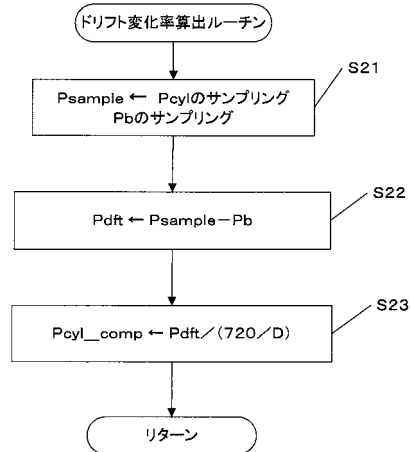 ドリフト変化率算出ルーチン
S21
Psample ← Pcylのサンプリング
Pbのサンプリング
S22
Pdft ← Psample－Pb
S23
Pcyl__comp ← Pdft／(720／D)
リターン